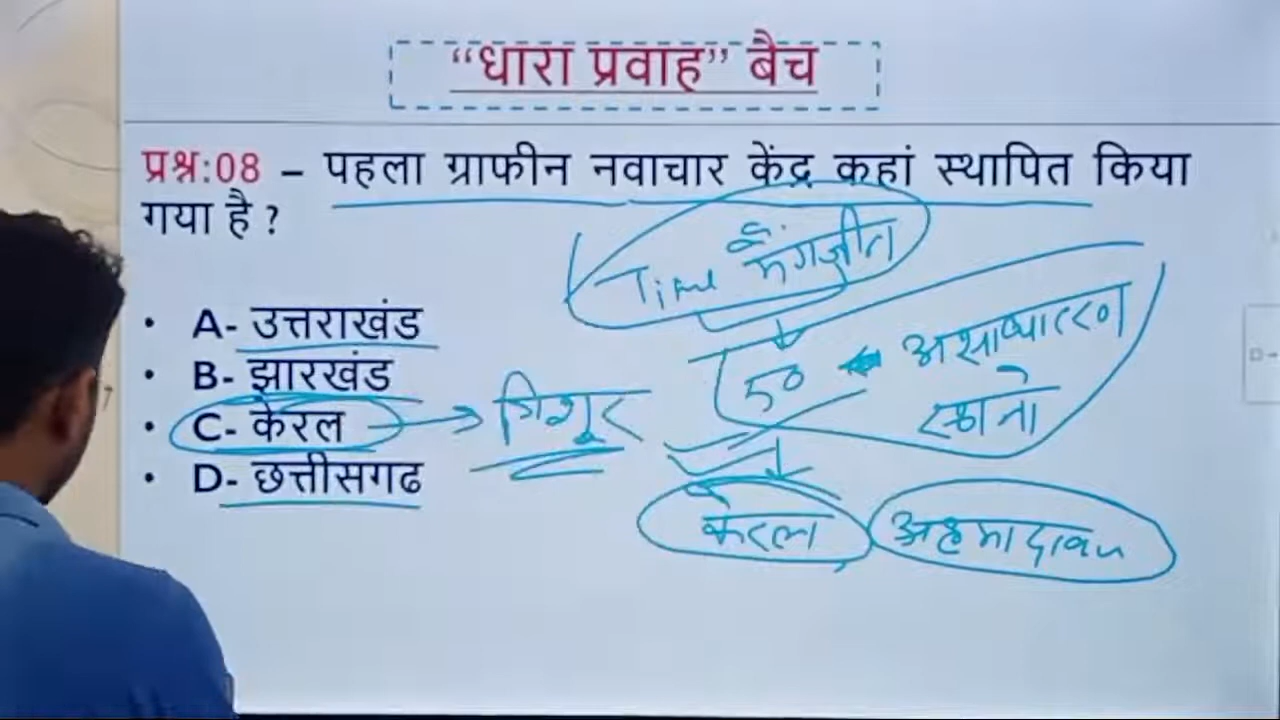 “धारा प्रवाह” बैच
प्रश्न:08 – पहला ग्राफीन नवाचार केंद्र कहां स्थापित किया
गया है ?
• A- उत्तराखंड
• B- झारखंड
• C- केरल
• D- छत्तीसगढ
Time मैगज़ीन
50 असाधारण
स्थानो
केरल अहमदाबाद